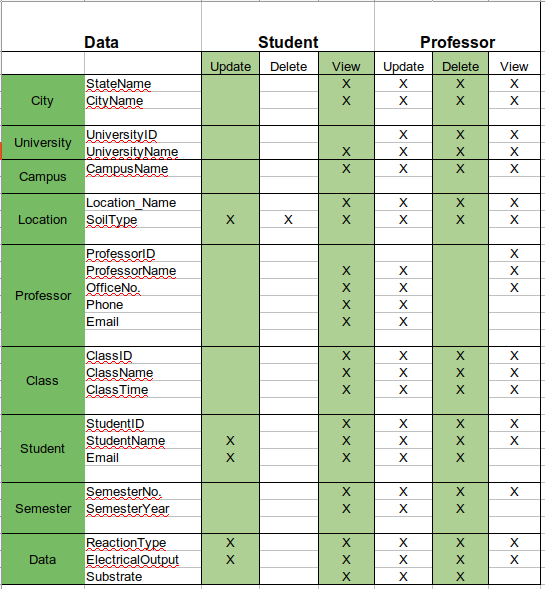 Data Student Professor
Update Delete View Update Delete View
City StateName X X X X
CityName X X X X
University UniversityID X X X
UniversityName X X X X
Campus CampusName X X X X
Location Location_Name X X X X
SoilType X X X X X X
Professor ProfessorID X
ProfessorName X X X
OfficeNo. X X X
Phone X X
Email X X
Class ClassID X X X X
ClassName X X X X
ClassTime X X X X
Student StudentID X X X X
StudentName X X X X X
Email X X X X
Semester SemesterNo. X X X X
SemesterYear X X X
Data ReactionType X X X X X
ElectricalOutput X X X X X
Substrate X X X